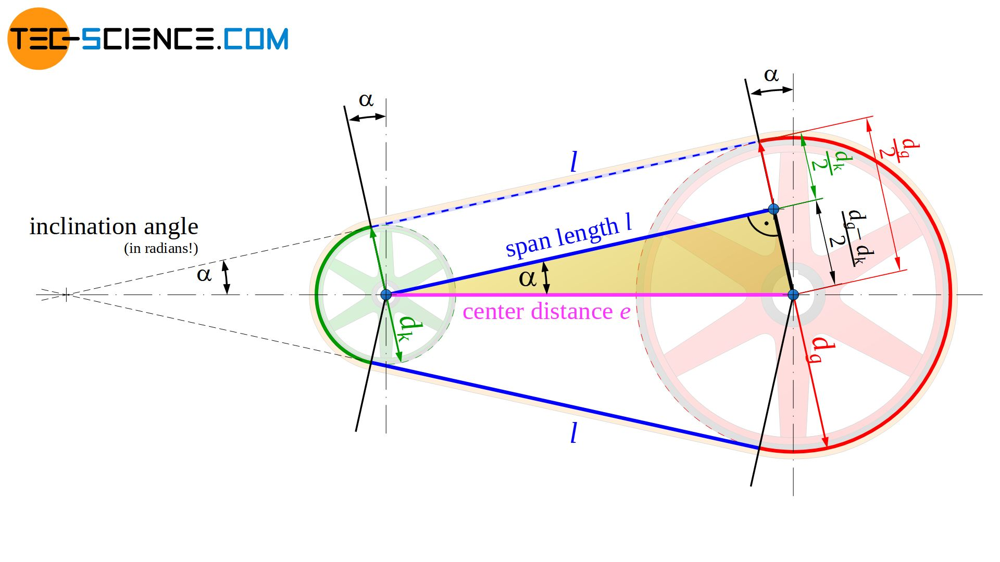 TEC-SCIENCE.COM
α
α
l
d_g/2
d_k/2
inclination angle
(in radians!)
α
span length l
α
(d_g-d_k)/2
center distance e
d_k
d_g
l